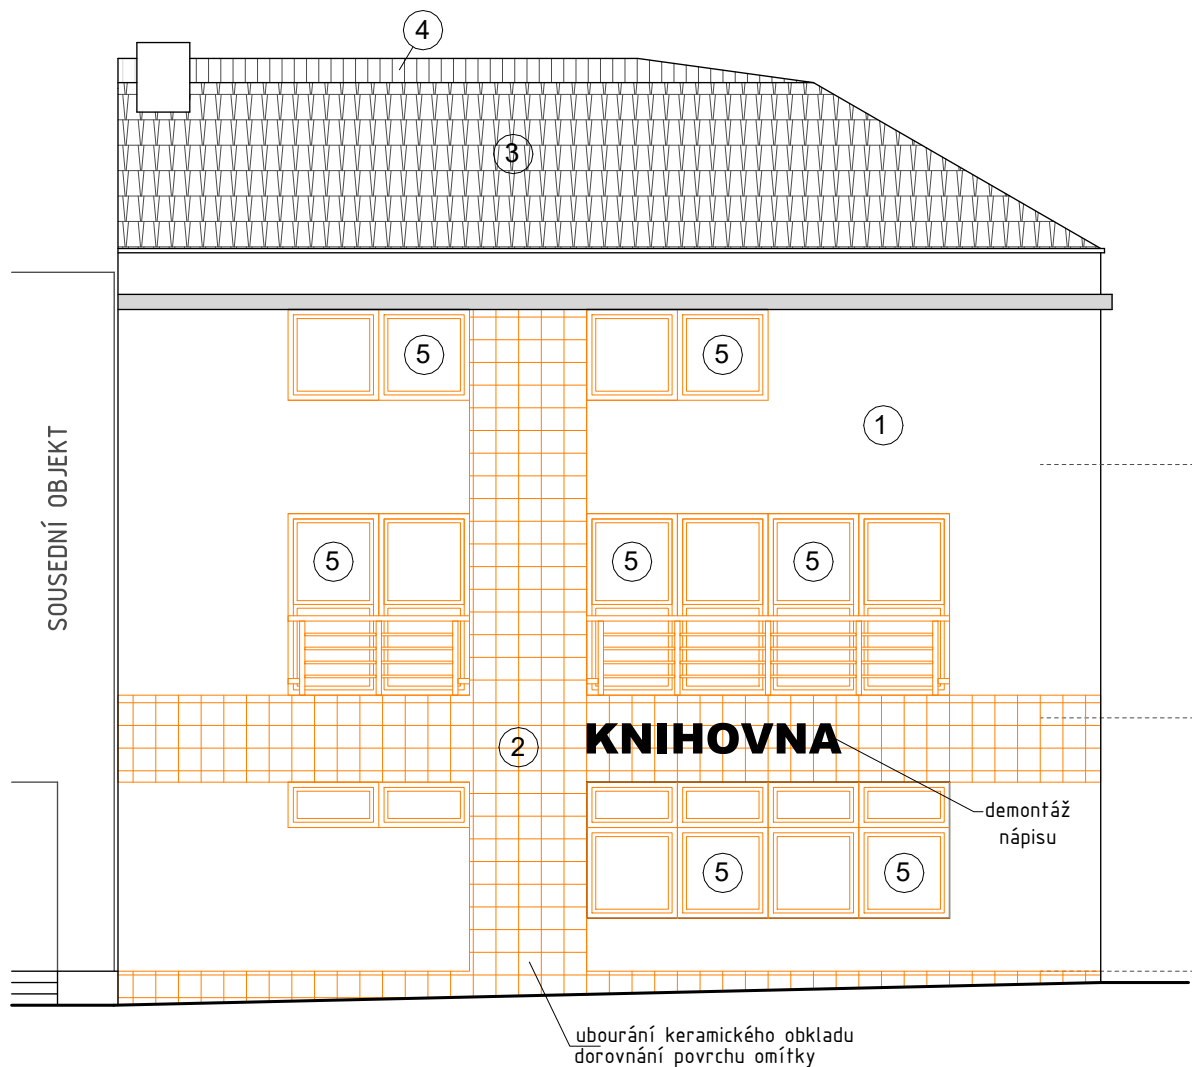 4
3
5
5
1
SOUSEDNÍ OBJEKT
5
5
5
2
KNIHOVNA
demontáž
nápisu
5
5
ubourání keramického obkladu
dorovnání povrchu omítky